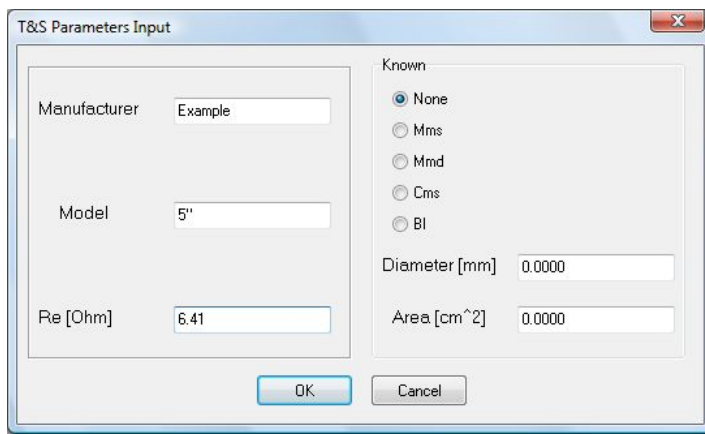 T&S Parameters Input
Manufacturer Example
Model 5"
Re [Ohm] 6.41
Known
None
Mms
Mmd
Cms
Bl
Diameter [mm] 0.0000
Area [cm^2] 0.0000
OK Cancel